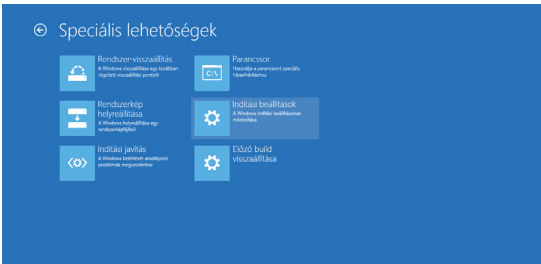 Speciális lehetőségek
Rendszer-visszaállítás
A Windows visszaállítása egy korábban
rögzített visszaállítási pontból
Parancssor
C:\
Használja a parancssort speciális
hibaelhárításhoz
Rendszerkép
helyreállítása
A Windows helyreállítása egy
rendszerképfájlból
Indítási beállítások
A Windows indítási beállításainak
módosítása
Indítási javítás
A Windows betöltését akadályozó
problémák megszüntetése
Előző build
visszaállítása